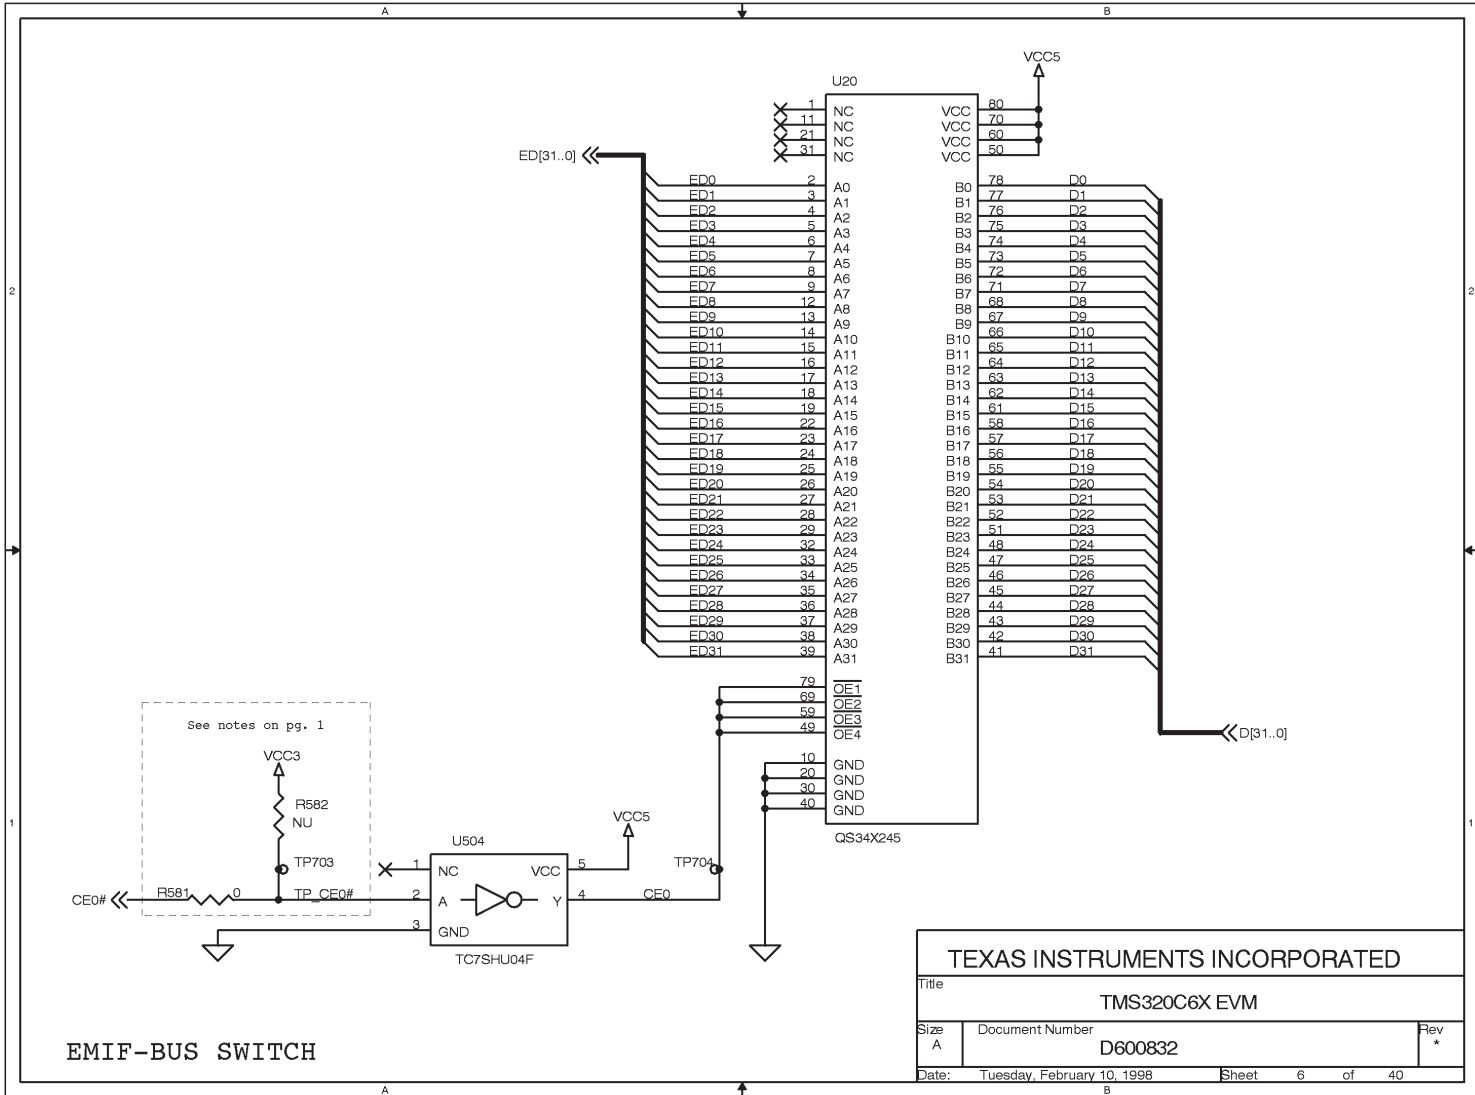 A B
U20
VCC5
1 NC VCC 80
11 NC VCC 70
21 NC VCC 60
31 NC VCC 50
ED[31..0]
ED0 2 A0 B0 78 D0
ED1 3 A1 B1 77 D1
ED2 4 A2 B2 76 D2
ED3 5 A3 B3 75 D3
ED4 6 A4 B4 74 D4
ED5 7 A5 B5 73 D5
ED6 8 A6 B6 72 D6
ED7 9 A7 B7 71 D7
ED8 12 A8 B8 68 D8
ED9 13 A9 B9 67 D9
ED10 14 A10 B10 66 D10
ED11 15 A11 B11 65 D11
ED12 16 A12 B12 64 D12
ED13 17 A13 B13 63 D13
ED14 18 A14 B14 62 D14
ED15 19 A15 B15 61 D15
ED16 22 A16 B16 58 D16
ED17 23 A17 B17 57 D17
ED18 24 A18 B18 56 D18
ED19 25 A19 B19 55 D19
ED20 26 A20 B20 54 D20
ED21 27 A21 B21 53 D21
ED22 28 A22 B22 52 D22
ED23 29 A23 B23 51 D23
ED24 32 A24 B24 48 D24
ED25 33 A25 B25 47 D25
ED26 34 A26 B26 46 D26
ED27 35 A27 B27 45 D27
ED28 36 A28 B28 44 D28
ED29 37 A29 B29 43 D29
ED30 38 A30 B30 42 D30
ED31 39 A31 B31 41 D31
2 2
79 OE1
69 OE2
59 OE3
49 OE4
D[31..0]
10 GND
20 GND
30 GND
40 GND
QS34X245
See notes on pg. 1
VCC3
R582
NU
1 1
TP703
CE0# R581 0 TP_CE0#
U504
VCC5
1 NC VCC 5
2 A Y 4 CE0
3 GND
TP704
TC7SHU04F
EMIF-BUS SWITCH
TEXAS INSTRUMENTS INCORPORATED
Title
TMS320C6X EVM
Size Document Number Rev
A D600832 *
Date: Tuesday, February 10, 1998 Sheet 6 of 40
A B